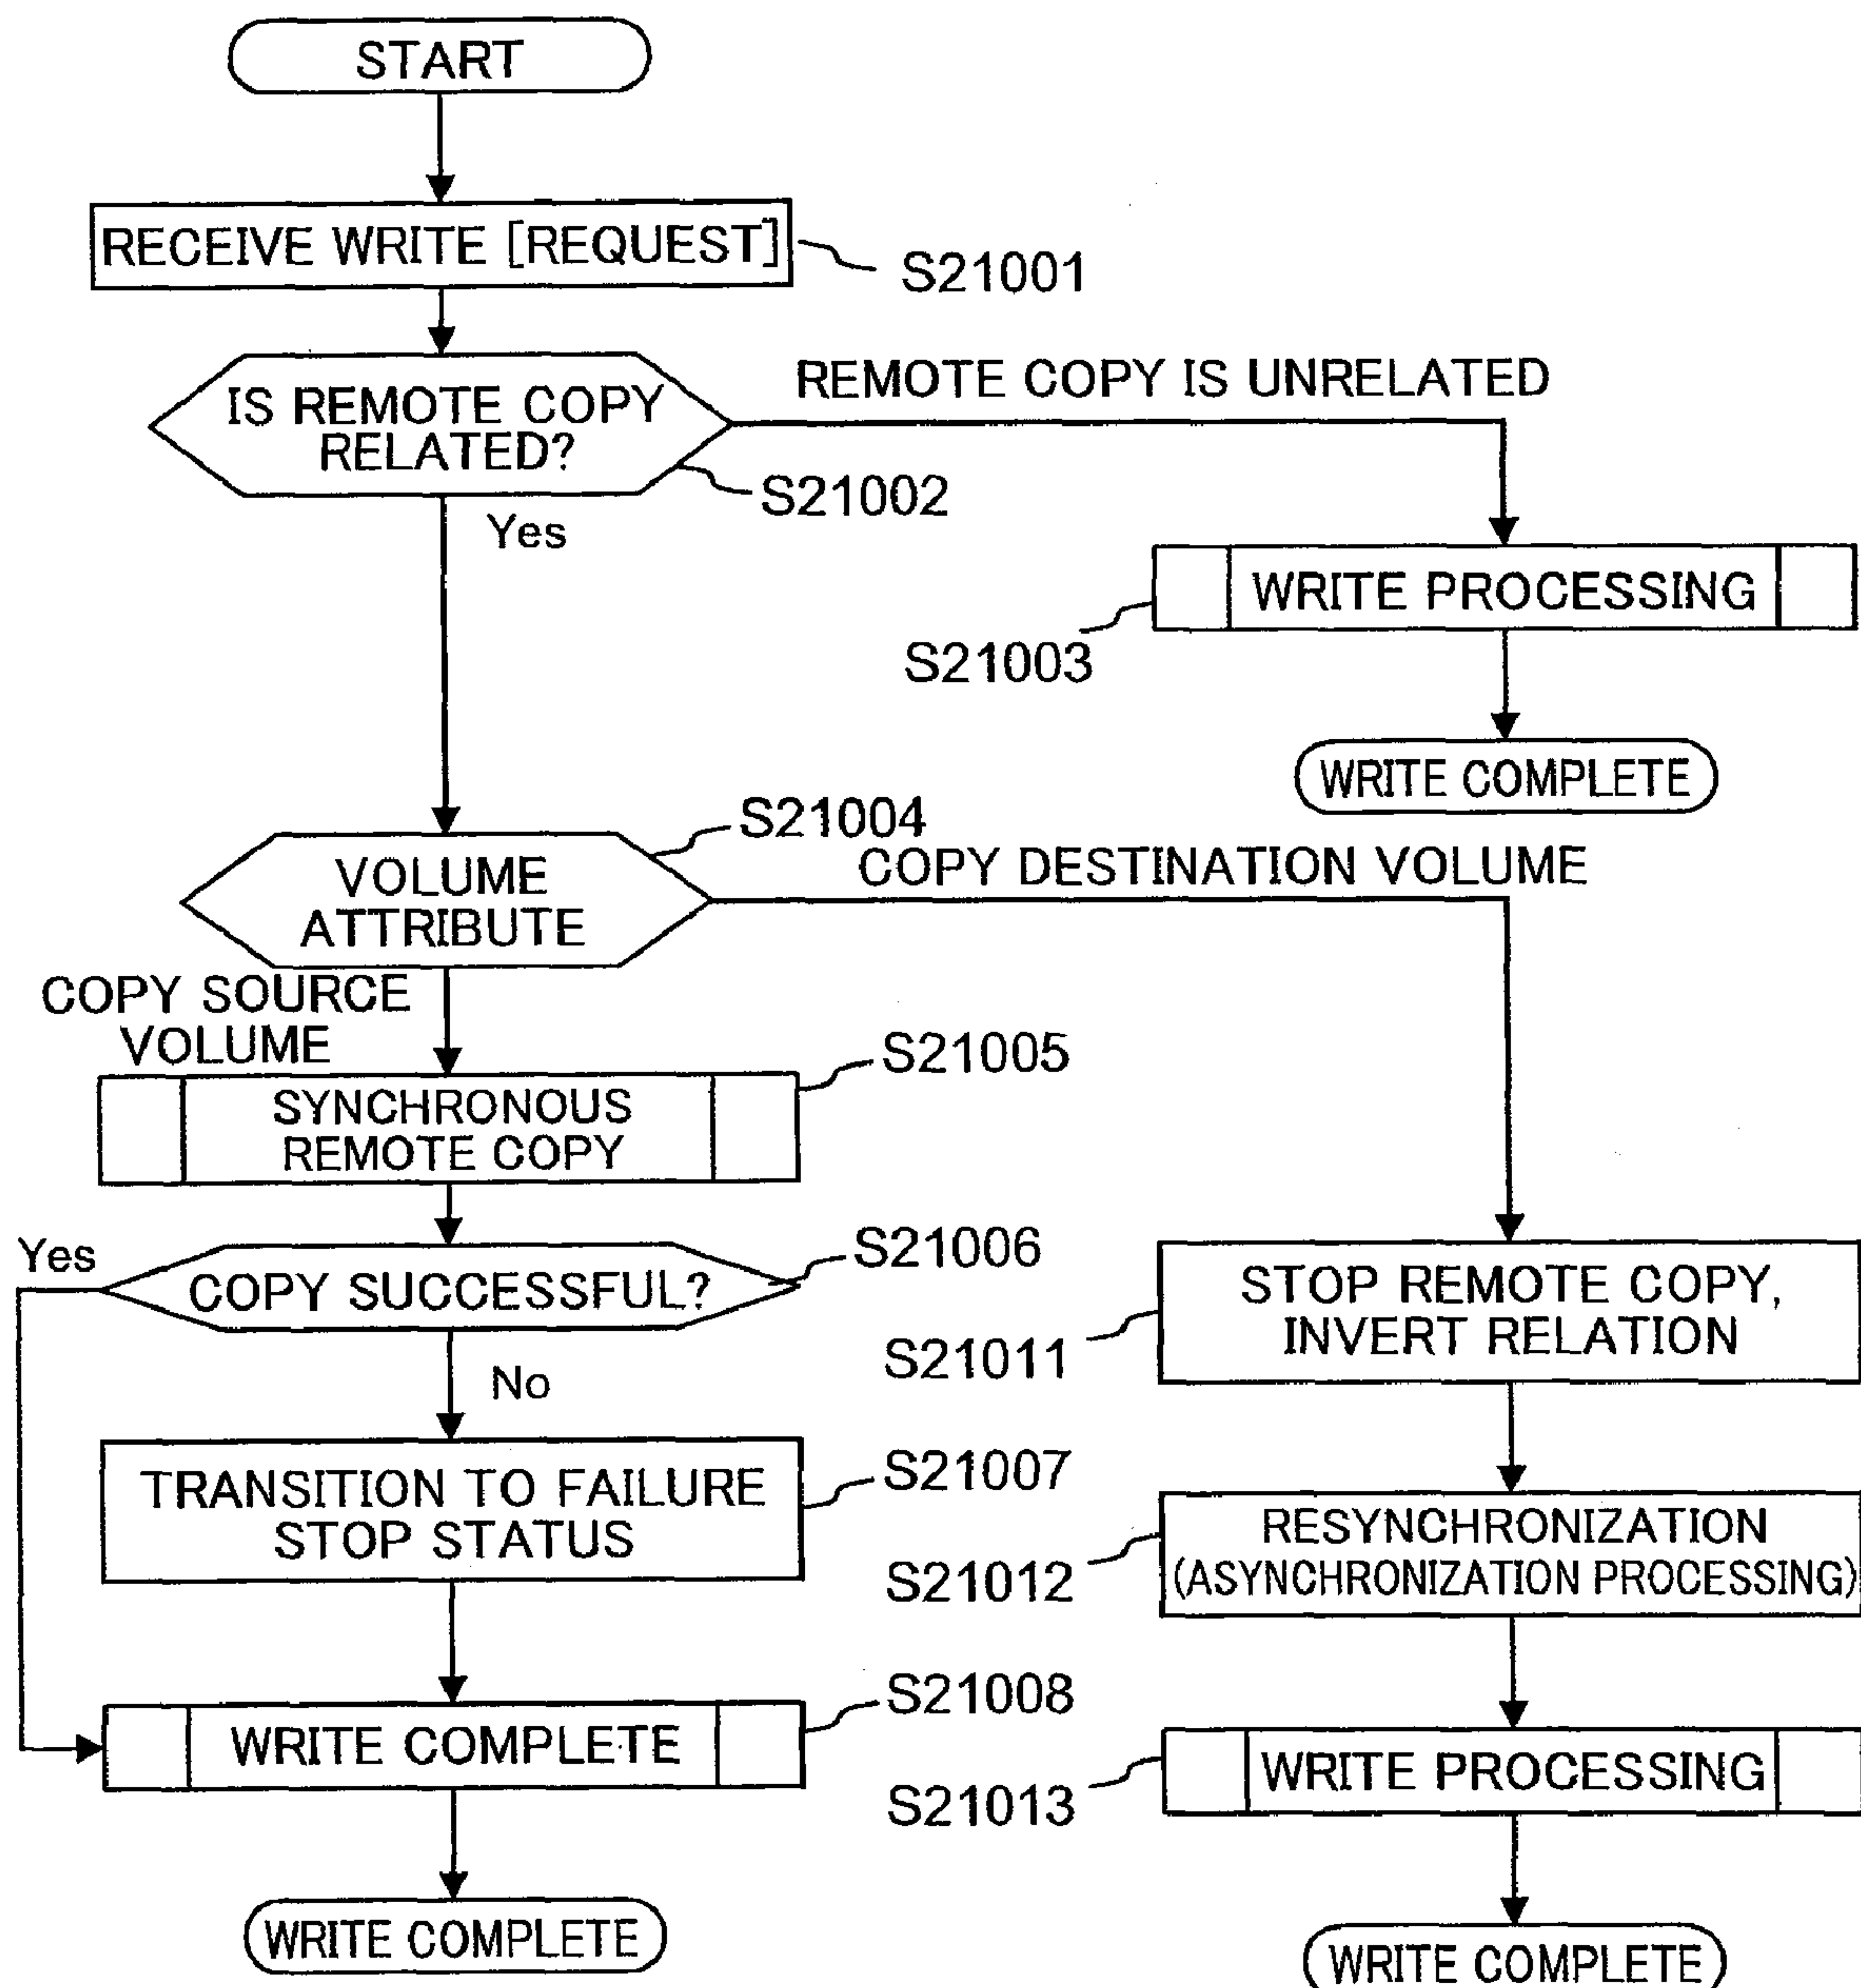 START
RECEIVE WRITE [REQUEST]
S21001
IS REMOTE COPY
RELATED?
REMOTE COPY IS UNRELATED
S21002
Yes
WRITE PROCESSING
S21003
WRITE COMPLETE
S21004
VOLUME
ATTRIBUTE
COPY DESTINATION VOLUME
COPY SOURCE
VOLUME
S21005
SYNCHRONOUS
REMOTE COPY
Yes
S21006
COPY SUCCESSFUL?
No
STOP REMOTE COPY,
INVERT RELATION
S21011
TRANSITION TO FAILURE
STOP STATUS
S21007
RESYNCHRONIZATION
(ASYNCHRONIZATION PROCESSING)
S21012
S21008
WRITE COMPLETE
WRITE PROCESSING
S21013
WRITE COMPLETE
WRITE COMPLETE